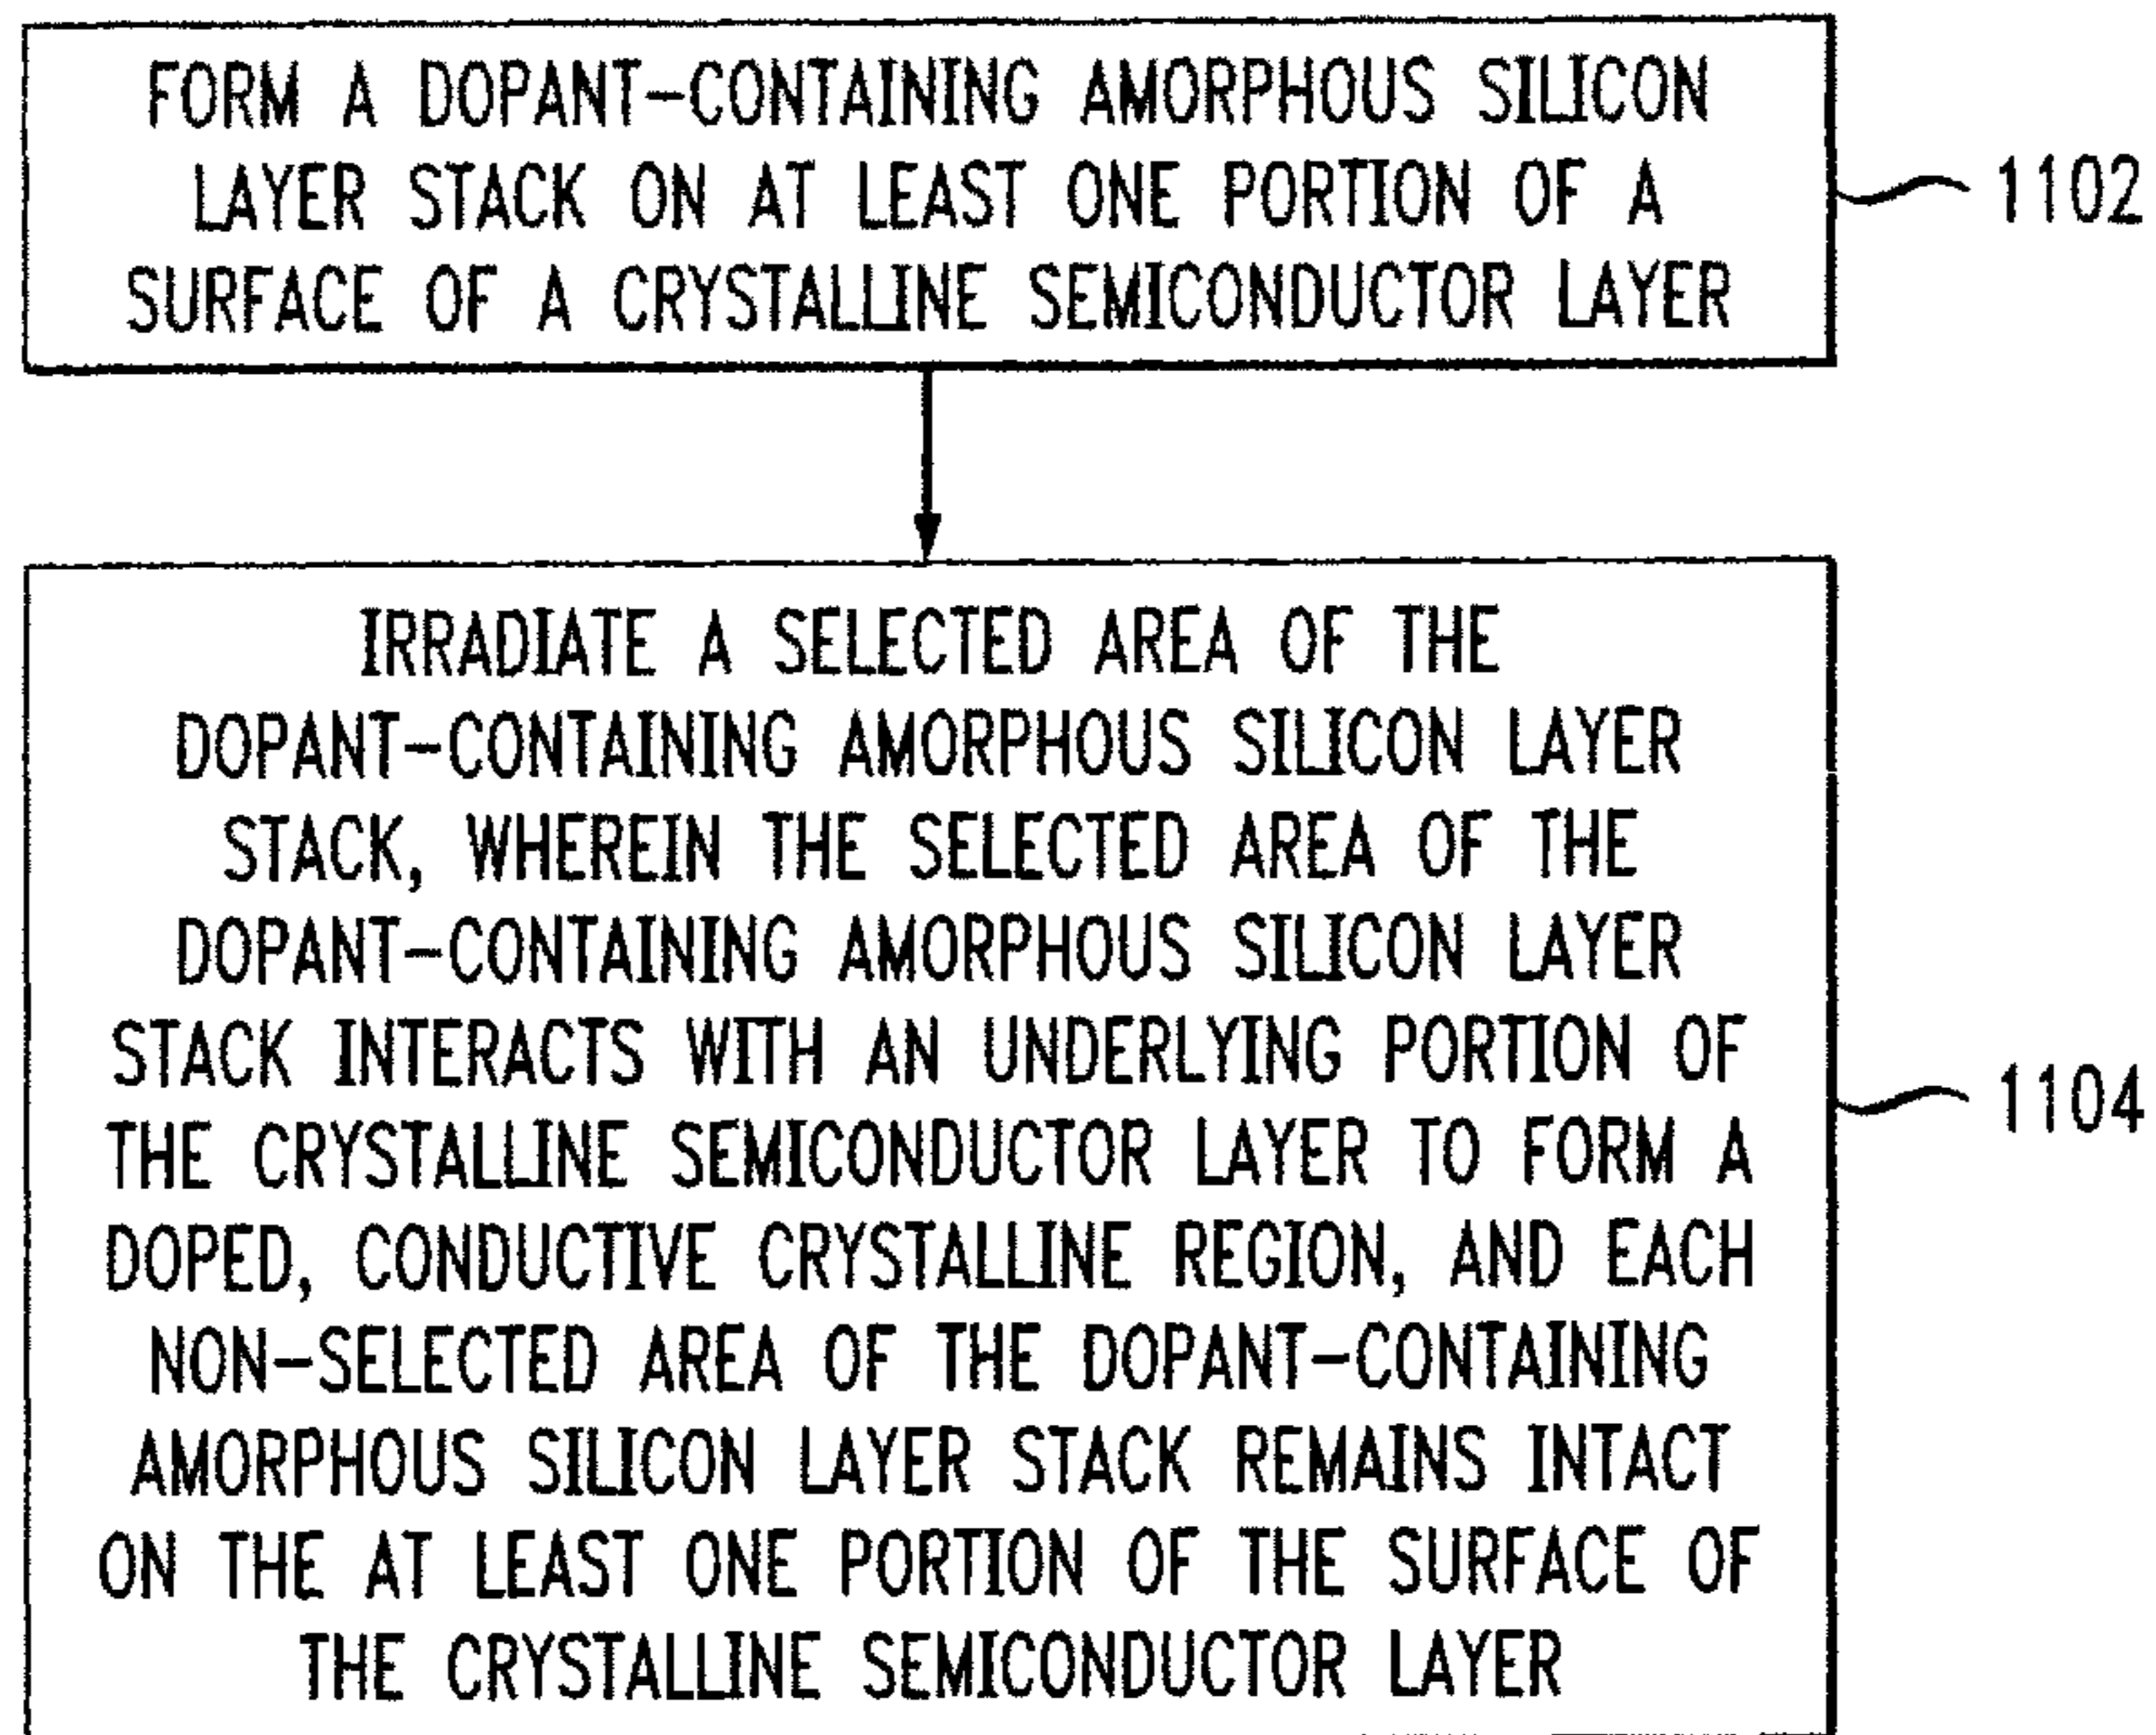 FORM A DOPANT-CONTAINING AMORPHOUS SILICON
LAYER STACK ON AT LEAST ONE PORTION OF A
SURFACE OF A CRYSTALLINE SEMICONDUCTOR LAYER
1102
IRRADIATE A SELECTED AREA OF THE
DOPANT-CONTAINING AMORPHOUS SILICON LAYER
STACK, WHEREIN THE SELECTED AREA OF THE
DOPANT-CONTAINING AMORPHOUS SILICON LAYER
STACK INTERACTS WITH AN UNDERLYING PORTION OF
THE CRYSTALLINE SEMICONDUCTOR LAYER TO FORM A
DOPED, CONDUCTIVE CRYSTALLINE REGION, AND EACH
NON-SELECTED AREA OF THE DOPANT-CONTAINING
AMORPHOUS SILICON LAYER STACK REMAINS INTACT
ON THE AT LEAST ONE PORTION OF THE SURFACE OF
THE CRYSTALLINE SEMICONDUCTOR LAYER
1104